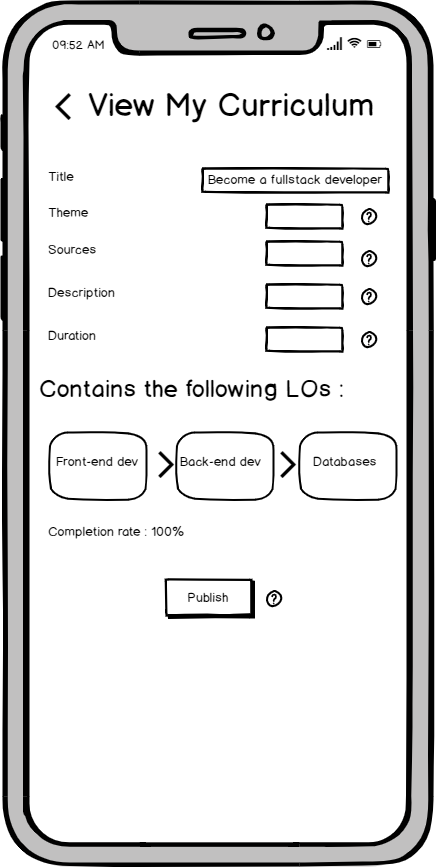 09:52 AM
View My Curriculum
Title
Become a fullstack developer
Theme
?
Sources
?
Description
?
Duration
?
Contains the following LOs :
Front-end dev
Back-end dev
Databases
Completion rate : 100%
Publish
?